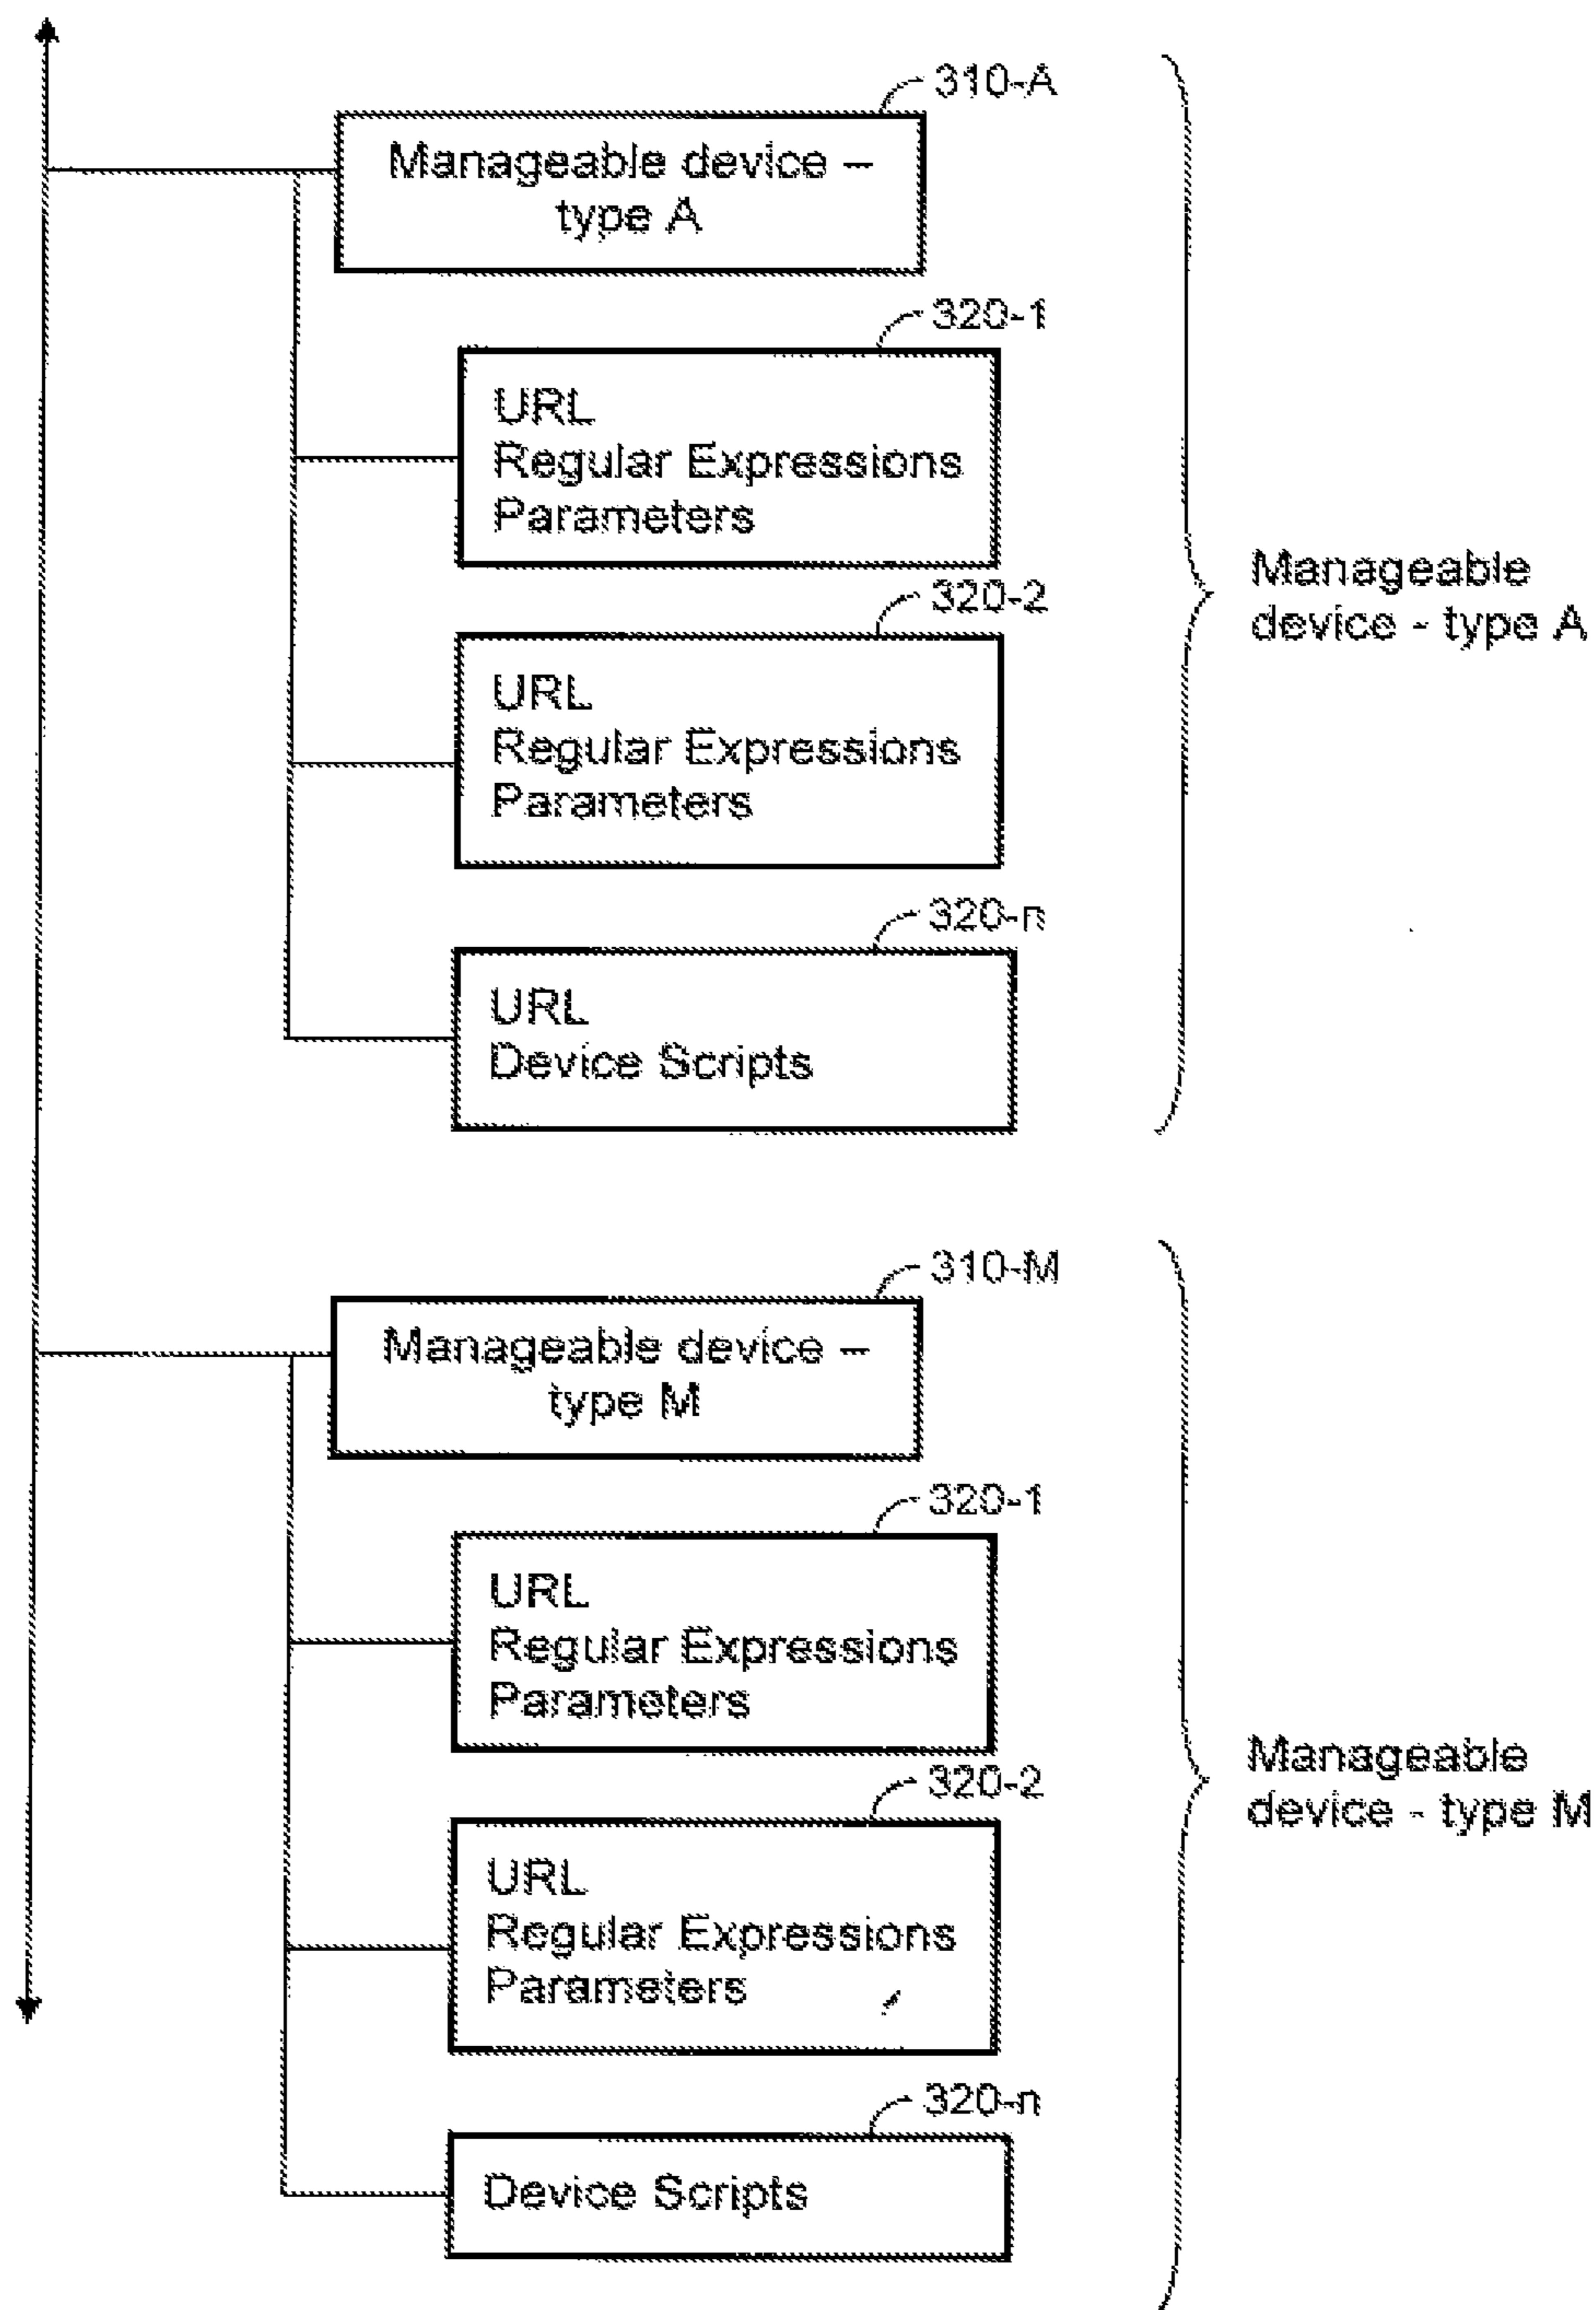 310-A
Manageable device –
type A
320-1
URL
Regular Expressions
Parameters
320-2
URL
Regular Expressions
Parameters
320-n
URL
Device Scripts
Manageable
device - type A
310-M
Manageable device –
type M
320-1
URL
Regular Expressions
Parameters
320-2
URL
Regular Expressions
Parameters
320-n
Device Scripts
Manageable
device - type M